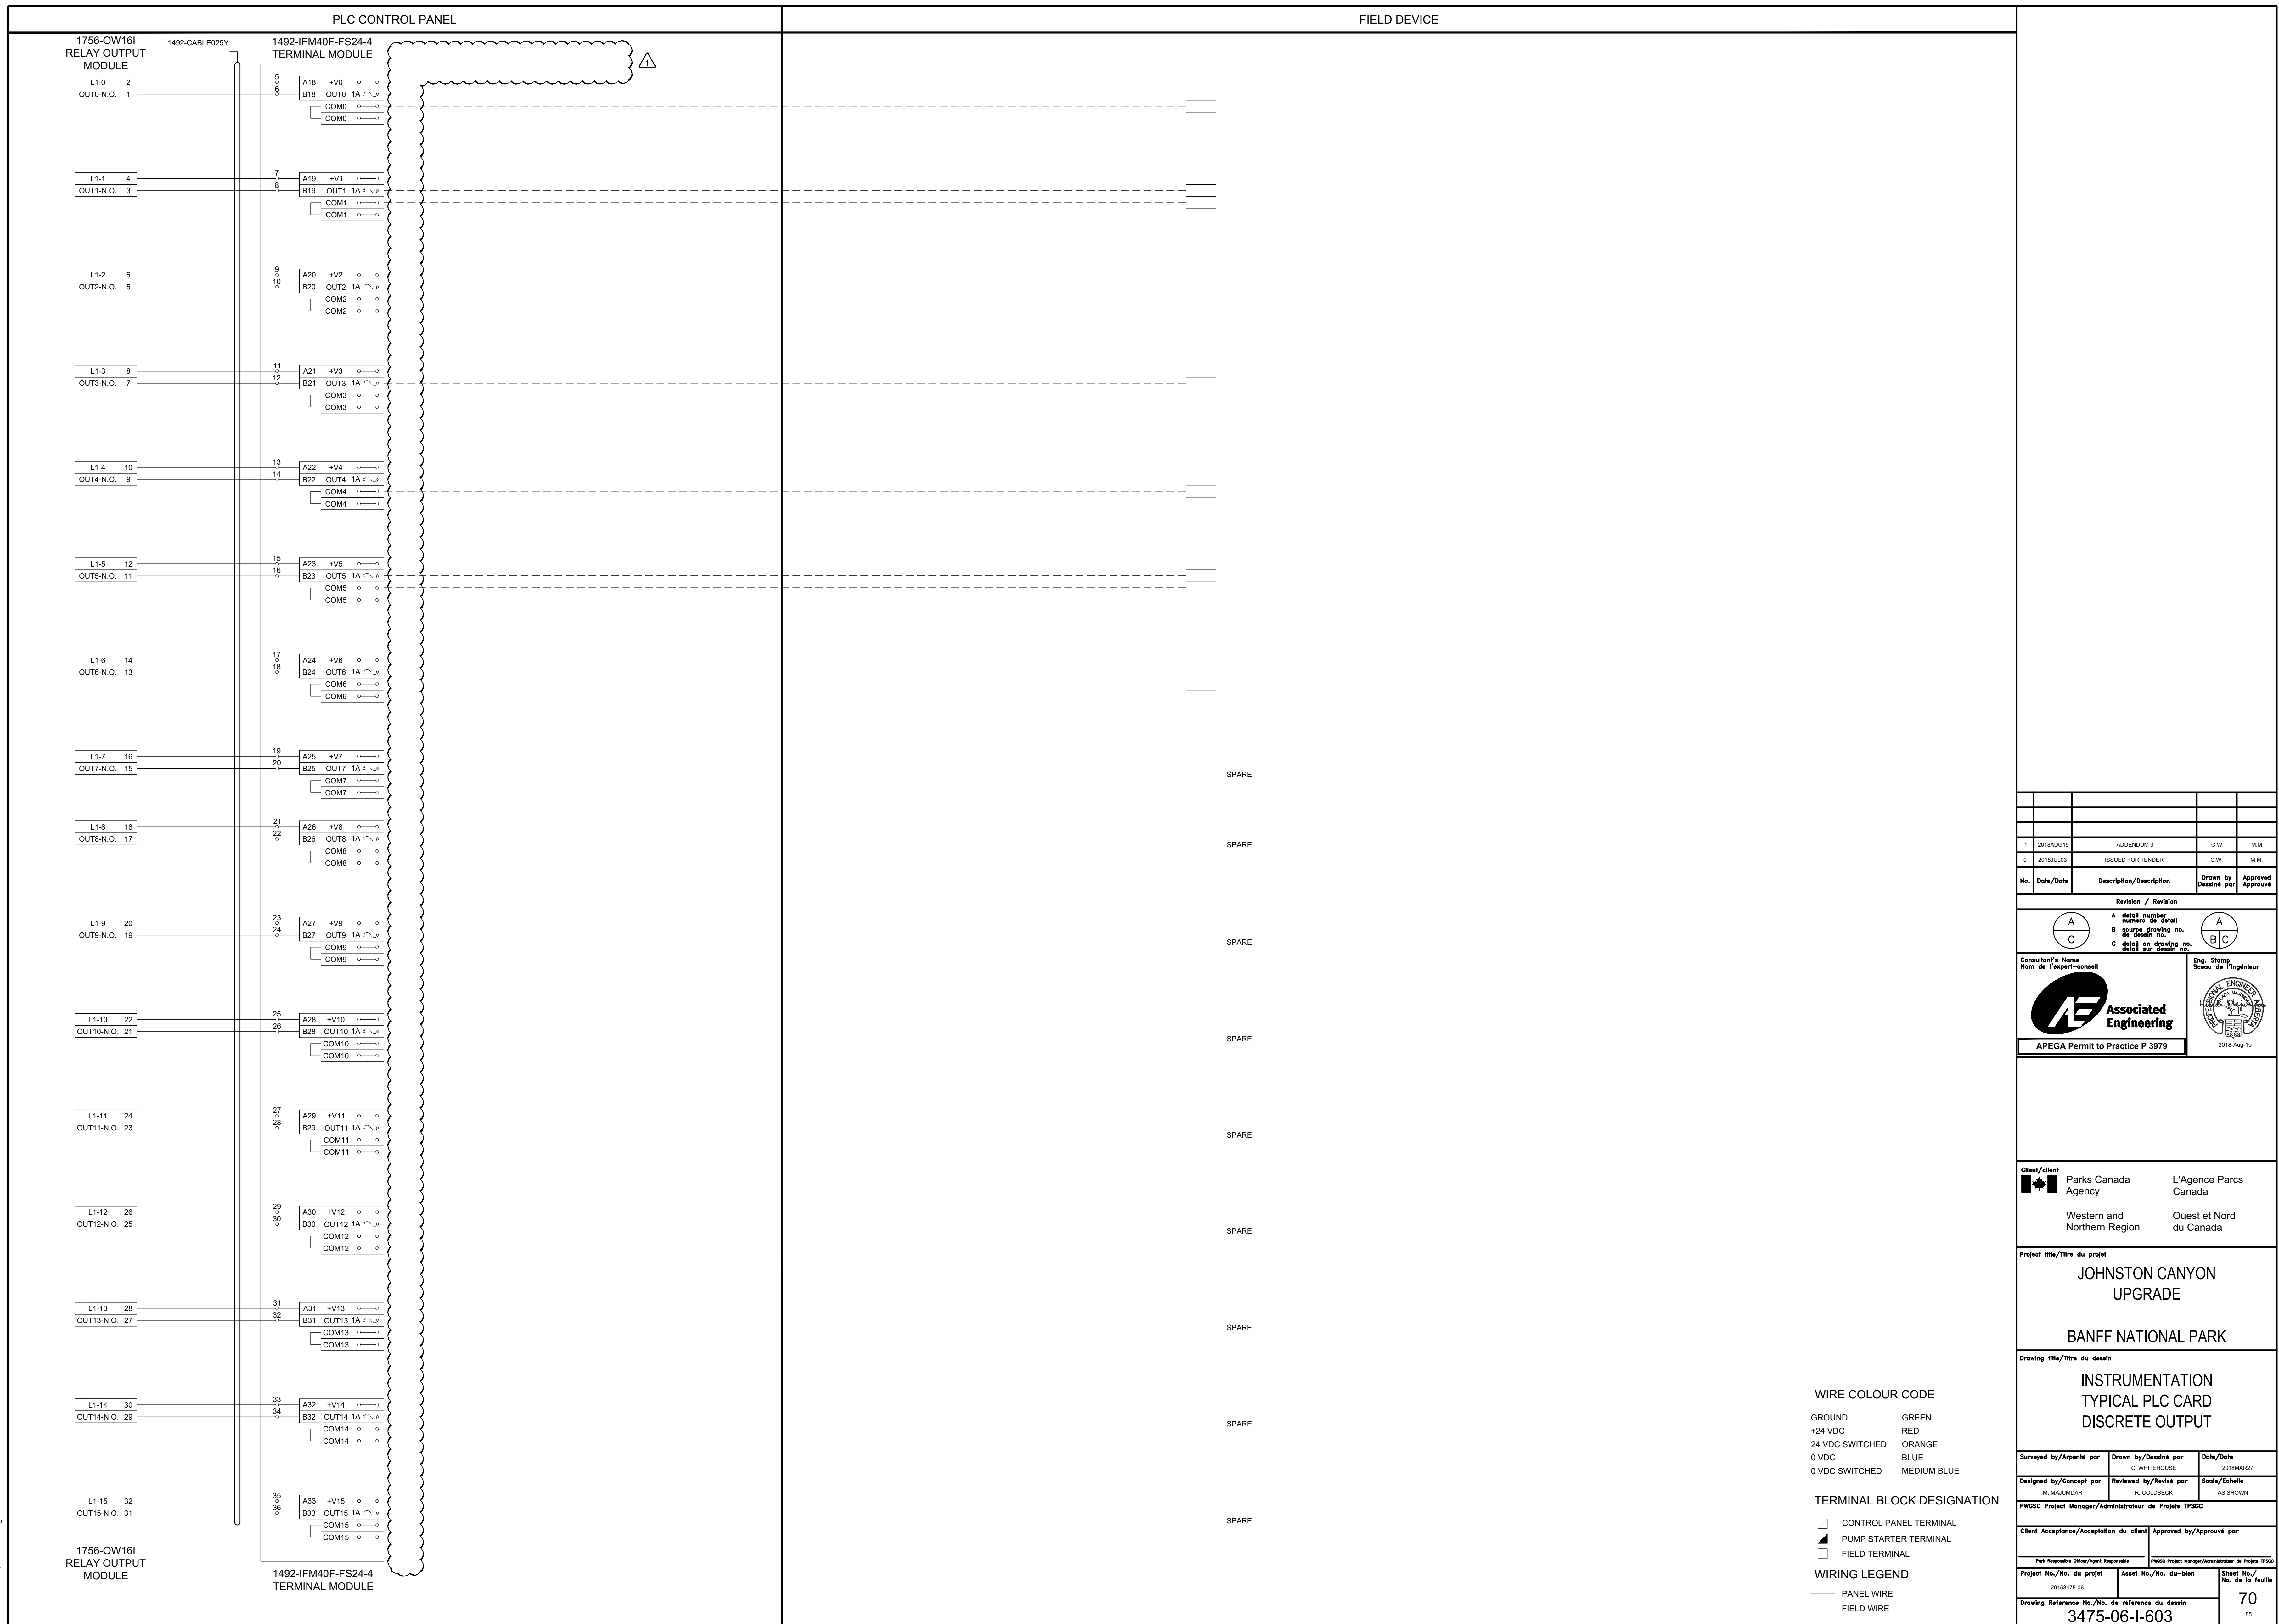 PLC CONTROL PANEL
FIELD DEVICE
1756-OW16I
RELAY OUTPUT
MODULE
1492-CABLE025Y
1492-IFM40F-FS24-4
TERMINAL MODULE
1
L1-0 2 5 A18 +V0
OUT0-N.O. 1 6 B18 OUT0 1A
COM0
COM0
L1-1 4 7 A19 +V1
OUT1-N.O. 3 8 B19 OUT1 1A
COM1
COM1
L1-2 6 9 A20 +V2
OUT2-N.O. 5 10 B20 OUT2 1A
COM2
COM2
L1-3 8 11 A21 +V3
OUT3-N.O. 7 12 B21 OUT3 1A
COM3
COM3
L1-4 10 13 A22 +V4
OUT4-N.O. 9 14 B22 OUT4 1A
COM4
COM4
L1-5 12 15 A23 +V5
OUT5-N.O. 11 16 B23 OUT5 1A
COM5
COM5
L1-6 14 17 A24 +V6
OUT6-N.O. 13 18 B24 OUT6 1A
COM6
COM6
L1-7 16 19 A25 +V7
OUT7-N.O. 15 20 B25 OUT7 1A
SPARE
COM7
COM7
L1-8 18 21 A26 +V8
OUT8-N.O. 17 22 B26 OUT8 1A
SPARE
COM8
COM8
L1-9 20 23 A27 +V9
OUT9-N.O. 19 24 B27 OUT9 1A
SPARE
COM9
COM9
L1-10 22 25 A28 +V10
OUT10-N.O. 21 26 B28 OUT10 1A
SPARE
COM10
COM10
L1-11 24 27 A29 +V11
OUT11-N.O. 23 28 B29 OUT11 1A
SPARE
COM11
COM11
L1-12 26 29 A30 +V12
OUT12-N.O. 25 30 B30 OUT12 1A
SPARE
COM12
COM12
L1-13 28 31 A31 +V13
OUT13-N.O. 27 32 B31 OUT13 1A
SPARE
COM13
COM13
L1-14 30 33 A32 +V14
OUT14-N.O. 29 34 B32 OUT14 1A
SPARE
COM14
COM14
L1-15 32 35 A33 +V15
OUT15-N.O. 31 36 B33 OUT15 1A
SPARE
COM15
COM15
1756-OW16I
RELAY OUTPUT
MODULE
1492-IFM40F-FS24-4
TERMINAL MODULE
WIRE COLOUR CODE
GROUND GREEN
+24 VDC RED
24 VDC SWITCHED ORANGE
0 VDC BLUE
0 VDC SWITCHED MEDIUM BLUE
TERMINAL BLOCK DESIGNATION
CONTROL PANEL TERMINAL
PUMP STARTER TERMINAL
FIELD TERMINAL
WIRING LEGEND
PANEL WIRE
FIELD WIRE
1 2018AUG15 ADDENDUM 3 C.W. M.M.
0 2018JUL03 ISSUED FOR TENDER C.W. M.M.
No. Date/Date Description/Description Drawn by Dessiné par Approved Approuvé
Revision / Revision
A
C
A detail number
numero de detail
B source drawing no.
de dessin no.
C detail on drawing no.
detail sur dessin no.
A
B C
Consultant's Name
Nom de l'expert-conseil
Eng. Stamp
Sceau de l'Ingénieur
AE Associated
Engineering
PROFESSIONAL ENGINEER
ALBERTA
APEGA Permit to Practice P 3979
2018-Aug-15
Client/client
Parks Canada
Agency
L'Agence Parcs
Canada
Western and
Northern Region
Ouest et Nord
du Canada
Project title/Titre du projet
JOHNSTON CANYON
UPGRADE
BANFF NATIONAL PARK
Drawing title/Titre du dessin
INSTRUMENTATION
TYPICAL PLC CARD
DISCRETE OUTPUT
Surveyed by/Arpenté par
Drawn by/Dessiné par
C. WHITEHOUSE
Date/Date
2018MAR27
Designed by/Concept par
M. MAJUMDAR
Reviewed by/Revisé par
R. COLDBECK
Scale/Échelle
AS SHOWN
PWGSC Project Manager/Administrateur de Projets TPSGC
Client Acceptance/Acceptation du client
Approved by/Approuvé par
Park Responsible Officer/Agent Responsable
PWGSC Project Manager/Administrateur de Projets TPSGC
Project No./No. du projet
20153475-06
Asset No./No. du-bien
Sheet No./
No. de la feuille
70
85
Drawing Reference No./No. de réference du dessin
3475-06-I-603